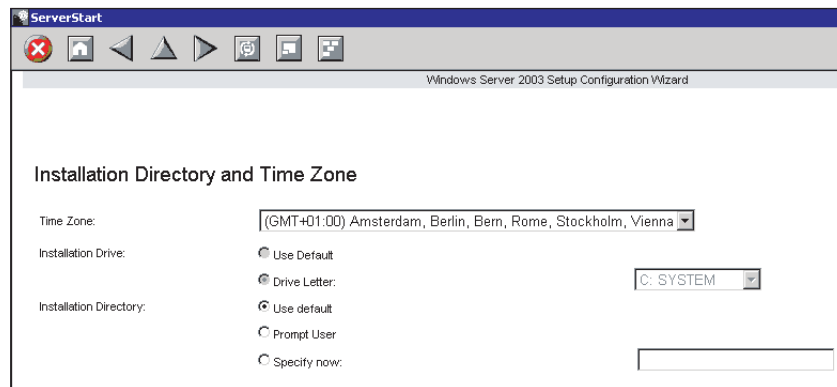 ServerStart
Windows Server 2003 Setup Configuration Wizard
Installation Directory and Time Zone
Time Zone: (GMT+01:00) Amsterdam, Berlin, Bern, Rome, Stockholm, Vienna
Installation Drive: Use Default
Drive Letter: C: SYSTEM
Installation Directory: Use default
Prompt User
Specify now: